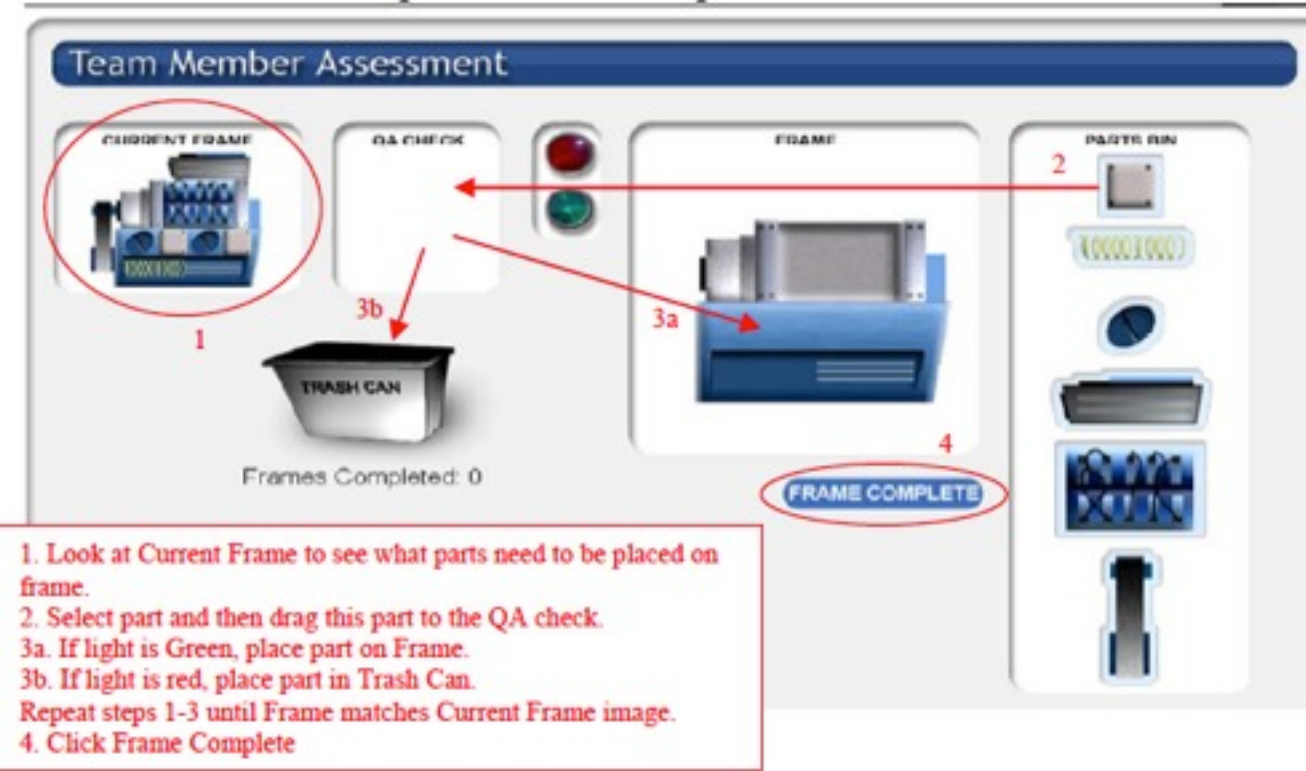 Team Member Assessment
CURRENT FRAME
QA CHECK
FRAME
PARTS BIN
2
3b
3a
1
TRASH CAN
4
Frames Completed: 0
FRAME COMPLETE
1. Look at Current Frame to see what parts need to be placed on
frame.
2. Select part and then drag this part to the QA check.
3a. If light is Green, place part on Frame.
3b. If light is red, place part in Trash Can.
Repeat steps 1-3 until Frame matches Current Frame image.
4. Click Frame Complete